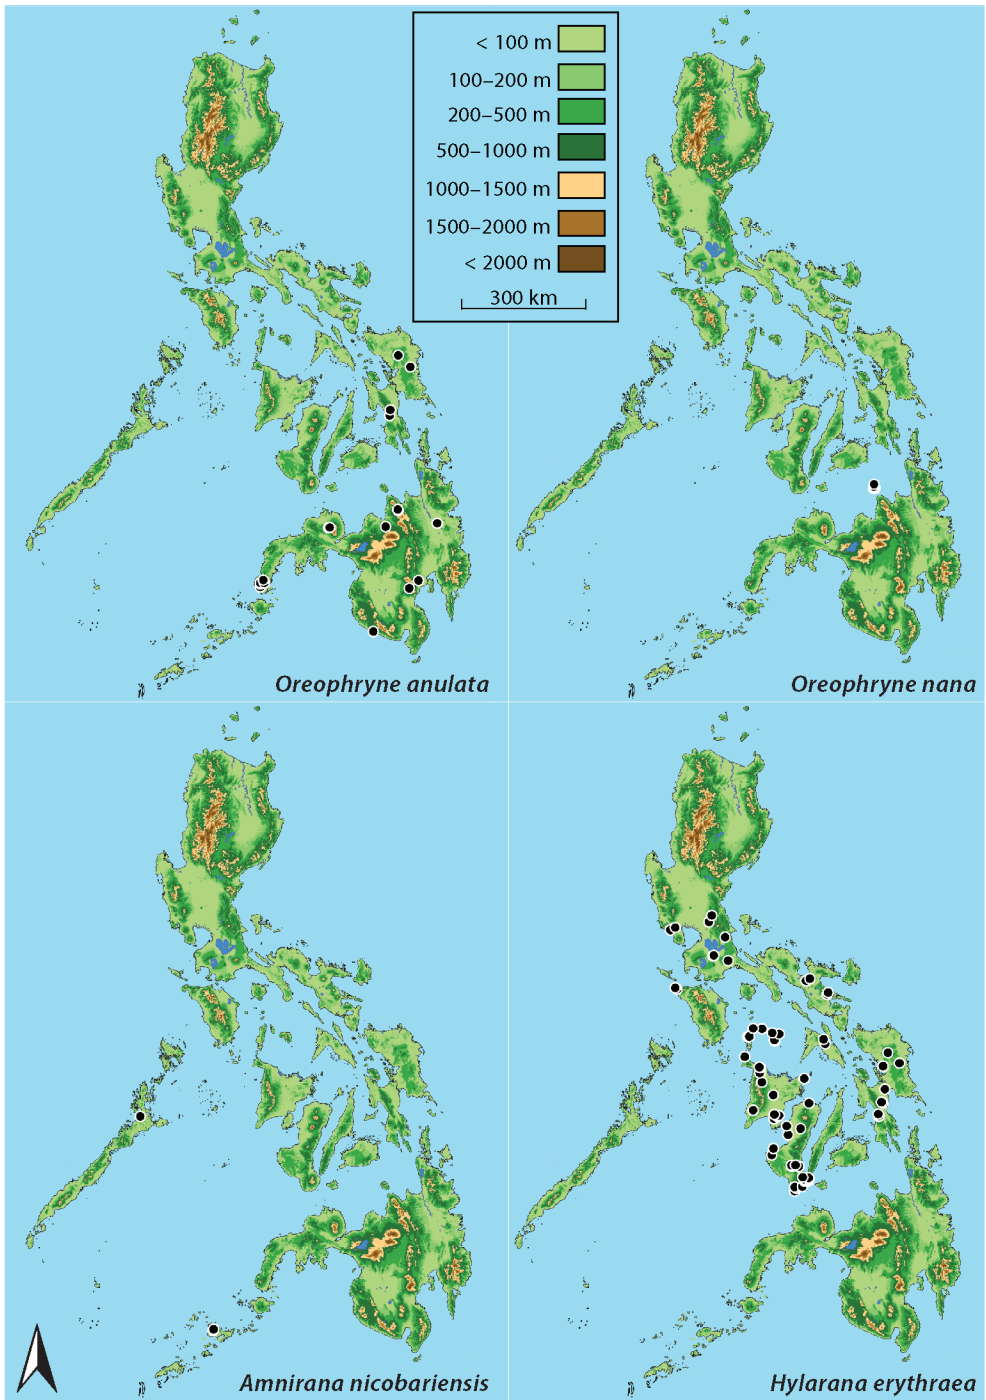 < 100 m
100–200 m
200–500 m
500–1000 m
1000–1500 m
1500–2000 m
< 2000 m
300 km
Oreophryne anulata
Oreophryne nana
Amnirana nicobariensis
Hylarana erythraea